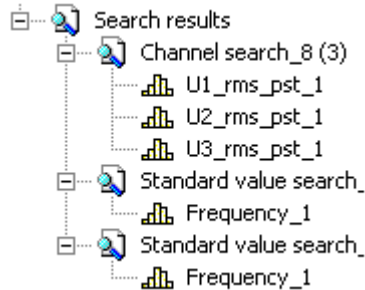 Search results
Channel search_8 (3)
U1_rms_pst_1
U2_rms_pst_1
U3_rms_pst_1
Standard value search_
Frequency_1
Standard value search_
Frequency_1